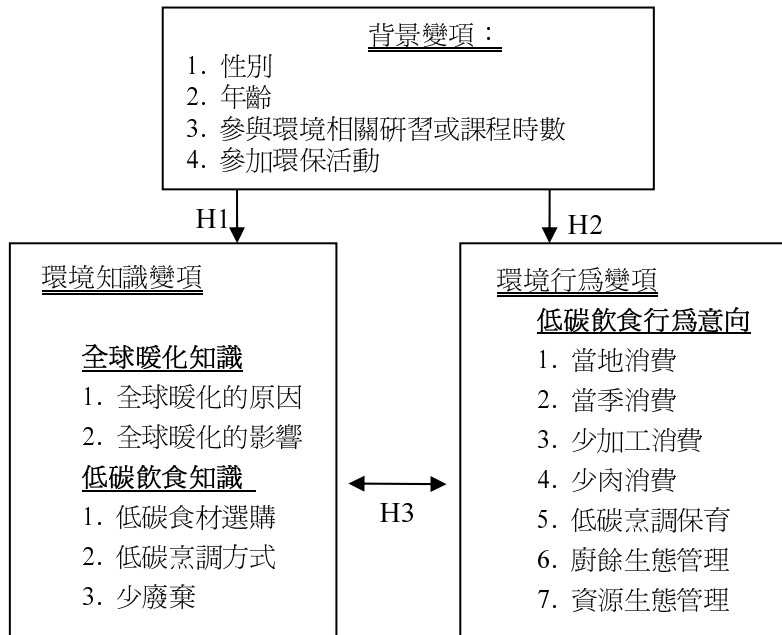 背景變項：
1. 性別
2. 年齡
3. 參與環境相關研習或課程時數
4. 參加環保活動
H1
H2
環境知識變項
全球暖化知識
1. 全球暖化的原因
2. 全球暖化的影響
低碳飲食知識
1. 低碳食材選購
2. 低碳烹調方式
3. 少廢棄
H3
環境行為變項
低碳飲食行為意向
1. 當地消費
2. 當季消費
3. 少加工消費
4. 少肉消費
5. 低碳烹調保育
6. 廚餘生態管理
7. 資源生態管理